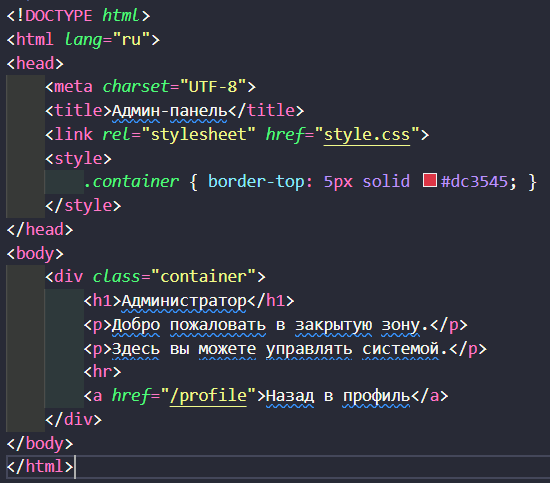 <!DOCTYPE html>
<html lang="ru">
<head>
    <meta charset="UTF-8">
    <title>Админ-панель</title>
    <link rel="stylesheet" href="style.css">
    <style>
        .container { border-top: 5px solid #dc3545; }
    </style>
</head>
<body>
    <div class="container">
        <h1>Администратор</h1>
        <p>Добро пожаловать в закрытую зону.</p>
        <p>Здесь вы можете управлять системой.</p>
        <hr>
        <a href="/profile">Назад в профиль</a>
    </div>
</body>
</html>